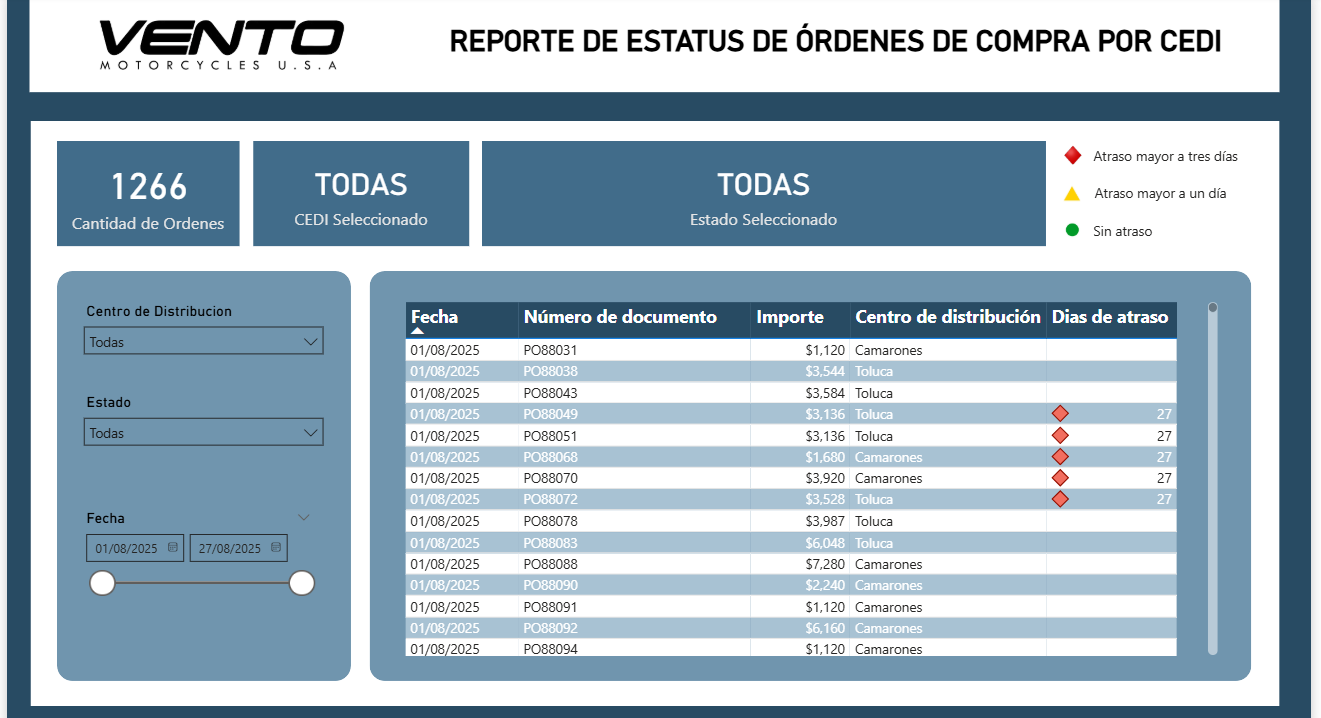 VENTO
MOTORCYCLES U.S.A
REPORTE DE ESTATUS DE ÓRDENES DE COMPRA POR CEDI
1266
Cantidad de Ordenes
TODAS
CEDI Seleccionado
TODAS
Estado Seleccionado
Atraso mayor a tres días
Atraso mayor a un día
Sin atraso
Centro de Distribucion
Todas
Estado
Todas
Fecha
01/08/2025 27/08/2025
Fecha Número de documento Importe Centro de distribución Dias de atraso
01/08/2025 PO88031 $1,120 Camarones
01/08/2025 PO88038 $3,544 Toluca
01/08/2025 PO88043 $3,584 Toluca
01/08/2025 PO88049 $3,136 Toluca 27
01/08/2025 PO88051 $3,136 Toluca 27
01/08/2025 PO88068 $1,680 Camarones 27
01/08/2025 PO88070 $3,920 Camarones 27
01/08/2025 PO88072 $3,528 Toluca 27
01/08/2025 PO88078 $3,987 Toluca
01/08/2025 PO88083 $6,048 Toluca
01/08/2025 PO88088 $7,280 Camarones
01/08/2025 PO88090 $2,240 Camarones
01/08/2025 PO88091 $1,120 Camarones
01/08/2025 PO88092 $6,160 Camarones
01/08/2025 PO88094 $1,120 Camarones